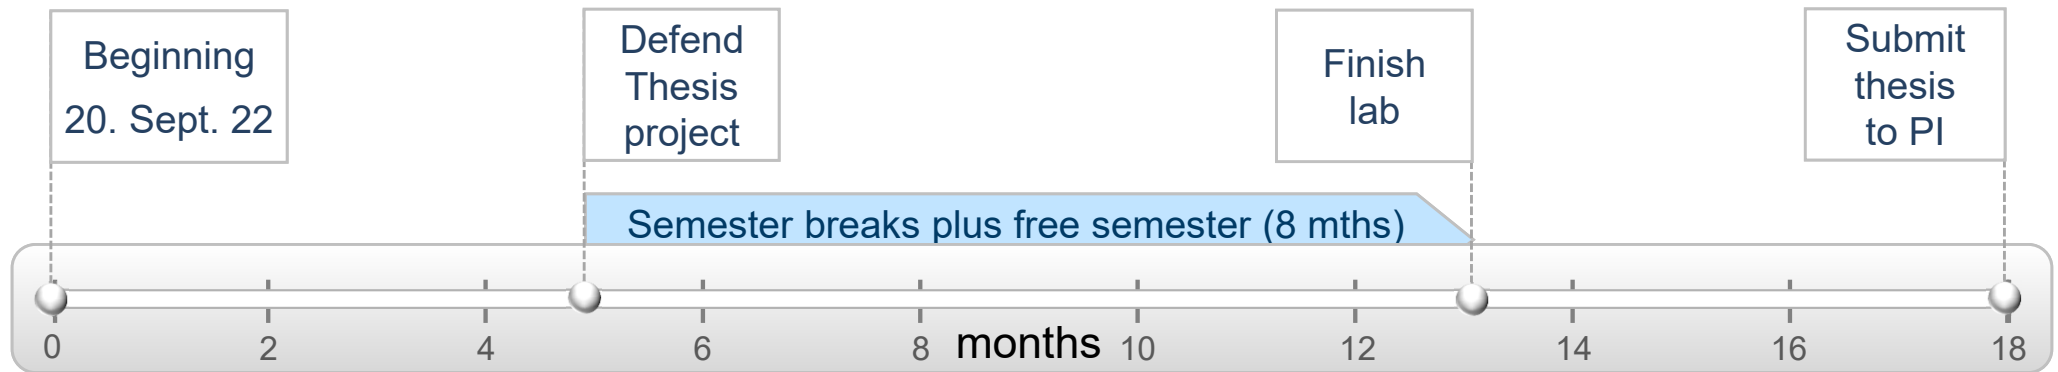 Beginning
20. Sept. 22
Defend
Thesis
project
Finish
lab
Submit
thesis
to PI
Semester breaks plus free semester (8 mths)
0 2 4 6 8 months 10 12 14 16 18